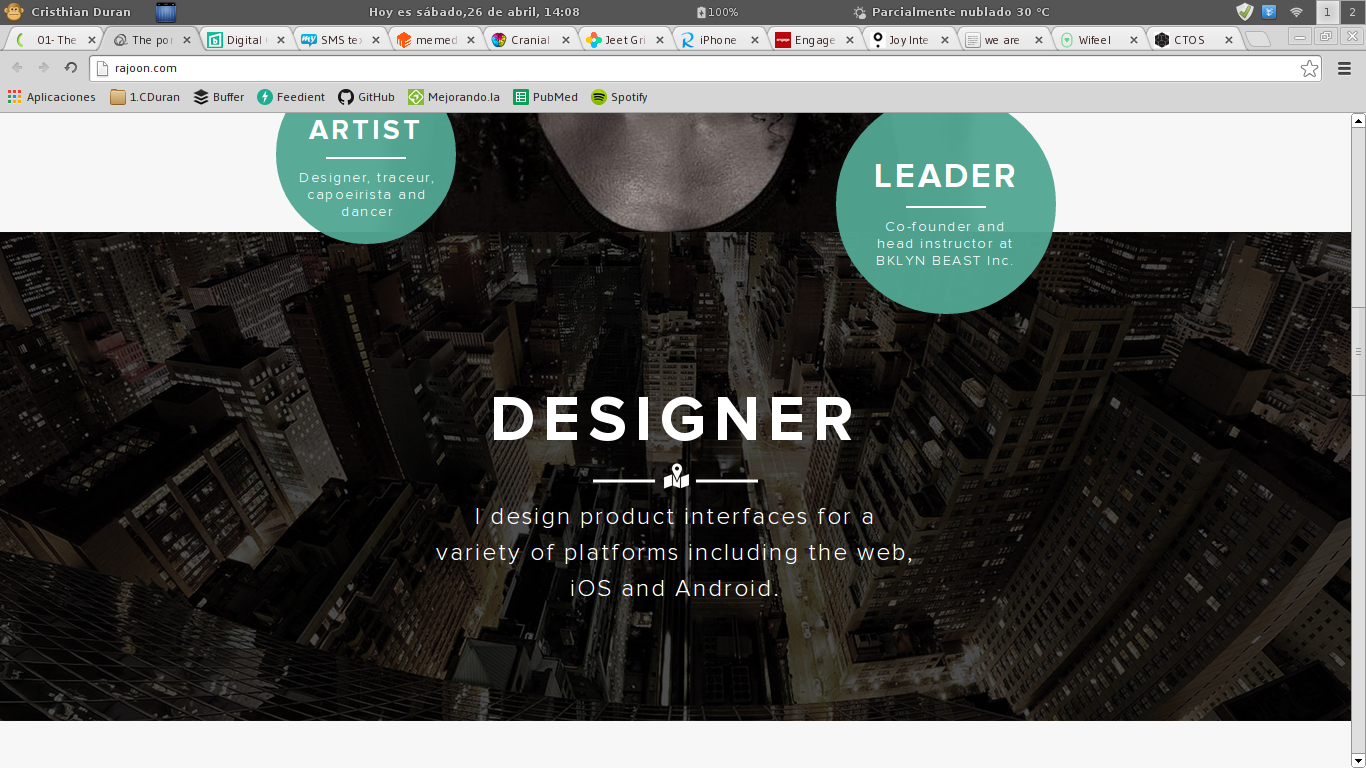 Cristhian Duran
Hoy es sábado,26 de abril, 14:08
100%
Parcialmente nublado 30 °C
1
2
01- The
The po
Digital
SMS te
memed
Cranial
Jeet Gri
iPhone
Engage
Joy Inte
we are
Wifeel
CTOS
rajoon.com
Aplicaciones
1.CDuran
Buffer
Feedient
GitHub
Mejorando.la
PubMed
Spotify
ARTIST
Designer, traceur,
capoeirista and
dancer
LEADER
Co-founder and
head instructor at
BKLYN BEAST Inc.
DESIGNER
I design product interfaces for a
variety of platforms including the web,
iOS and Android.